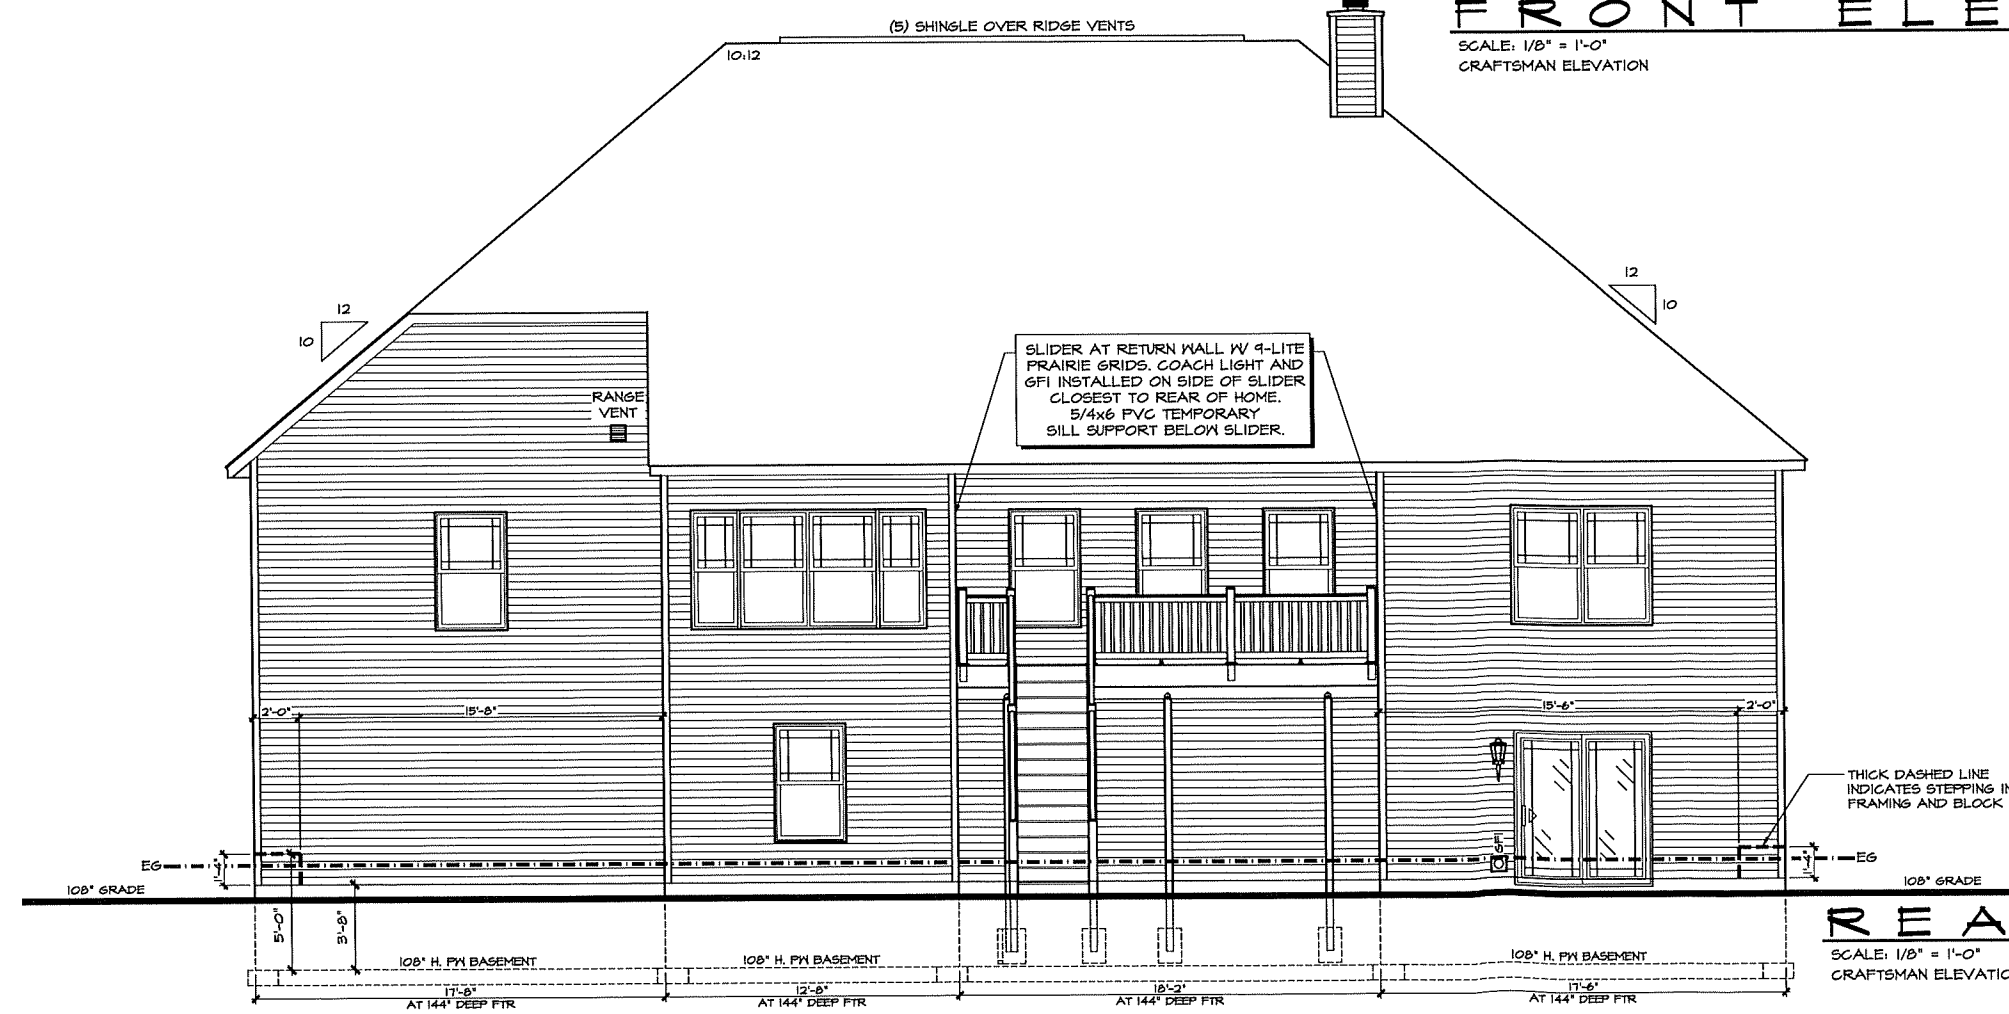 FRONT ELE
SCALE: 1/8" = 1'-0"
CRAFTSMAN ELEVATION
(5) SHINGLE OVER RIDGE VENTS
10:12
12
10
12
10
RANGE
VENT
SLIDER AT RETURN WALL W/ 9-LITE
PRAIRIE GRIDS. COACH LIGHT AND
GFI INSTALLED ON SIDE OF SLIDER
CLOSEST TO REAR OF HOME.
5/4x6 PVC TEMPORARY
SILL SUPPORT BELOW SLIDER.
2'-0"
15'-8"
15'-6"
2'-0"
THICK DASHED LINE
INDICATES STEPPING IN
FRAMING AND BLOCK
GFI
EG
1'-4"
1'-4"
EG
108" GRADE
108" GRADE
5'-0"
3'-8"
REA
SCALE: 1/8" = 1'-0"
CRAFTSMAN ELEVATIO
108" H. PW BASEMENT
108" H. PW BASEMENT
108" H. PW BASEMENT
17'-8"
AT 144" DEEP FTR
12'-8"
AT 144" DEEP FTR
18'-2"
AT 144" DEEP FTR
17'-6"
AT 144" DEEP FTR